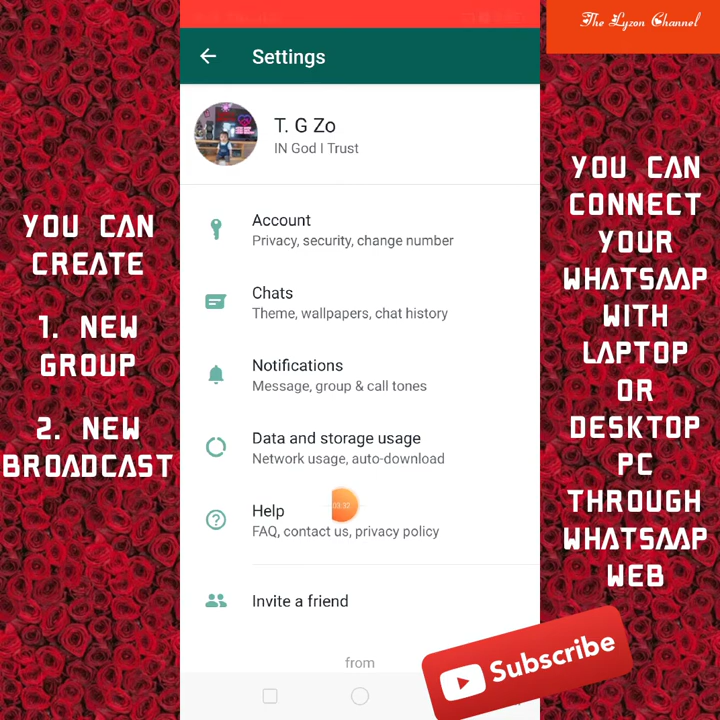 The Lyzon Channel
Settings
T. G Zo
IN God I Trust
Account
Privacy, security, change number
Chats
Theme, wallpapers, chat history
Notifications
Message, group & call tones
Data and storage usage
Network usage, auto-download
03:32
Help
FAQ, contact us, privacy policy
Invite a friend
from
YOU CAN
CREATE
1. NEW
GROUP
2. NEW
BROADCAST
YOU CAN
CONNECT
YOUR
WHATSAAP
WITH
LAPTOP
OR
DESKTOP
PC
THROUGH
WHATSAAP
WEB
Subscribe